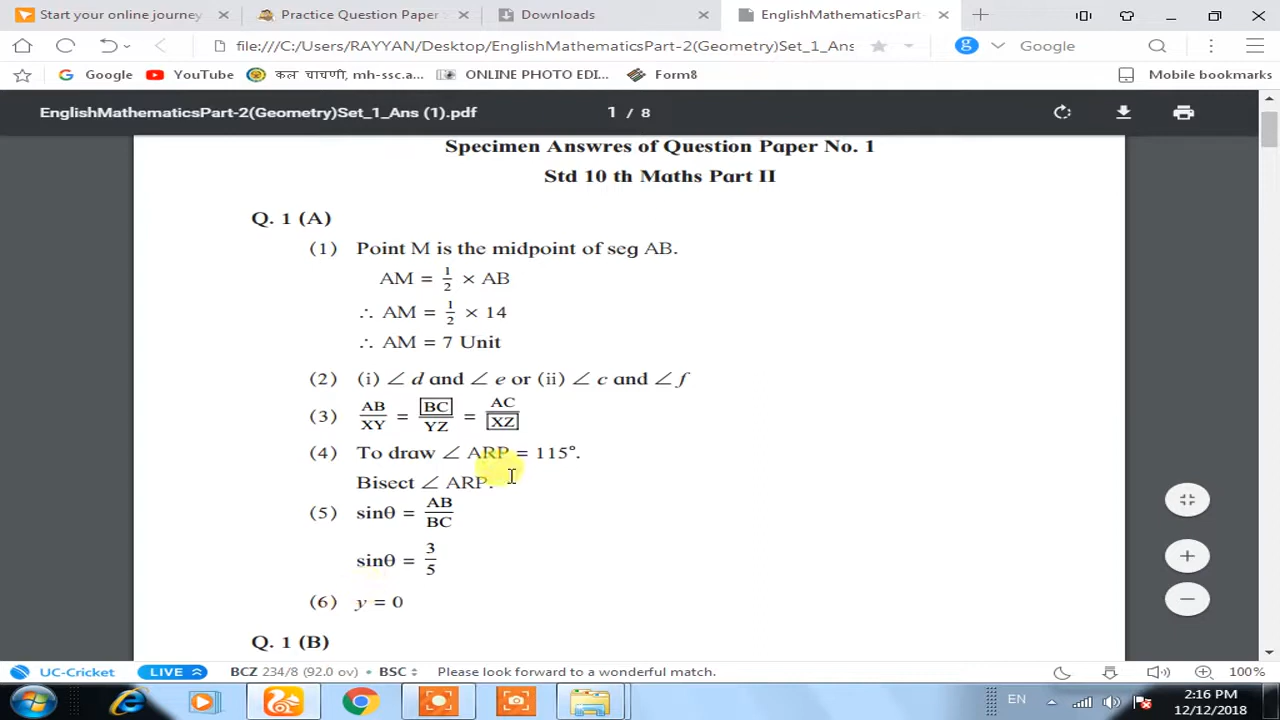 Start your online journey
Practice Question Paper
Downloads
EnglishMathematicsPart-
file:///C:/Users/RAYYAN/Desktop/EnglishMathematicsPart-2(Geometry)Set_1_Ans
Google
Google
YouTube
कल चाचणी, mh-ssc.a...
ONLINE PHOTO EDI...
Form8
Mobile bookmarks
EnglishMathematicsPart-2(Geometry)Set_1_Ans (1).pdf
1 / 8
Specimen Answres of Question Paper No. 1
Std 10 th Maths Part II
Q. 1 (A)
(1) Point M is the midpoint of seg AB.
AM = 1/2 × AB
∴ AM = 1/2 × 14
∴ AM = 7 Unit
(2) (i) ∠ d and ∠ e or (ii) ∠ c and ∠ f
(3) AB/XY = BC/YZ = AC/XZ
(4) To draw ∠ ARP = 115°.
Bisect ∠ ARP.
(5) sinθ = AB/BC
sinθ = 3/5
(6) y = 0
Q. 1 (B)
UC-Cricket
LIVE
BCZ 234/8 (92.0 ov) • BSC
Please look forward to a wonderful match.
100%
EN
2:16 PM
12/12/2018